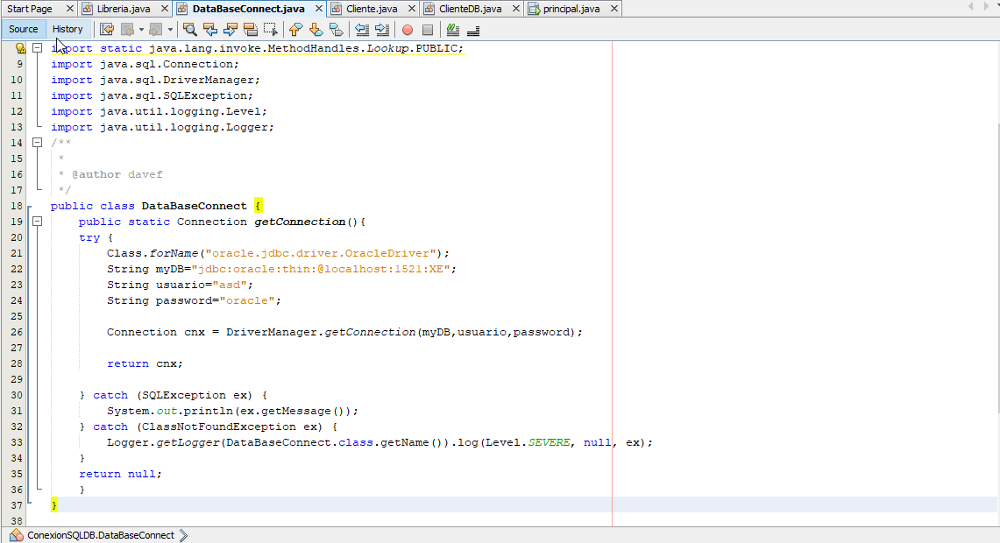 Start Page Libreria.java DataBaseConnect.java Cliente.java ClienteDB.java principal.java
Source History
import static java.lang.invoke.MethodHandles.Lookup.PUBLIC;
9 import java.sql.Connection;
10 import java.sql.DriverManager;
11 import java.sql.SQLException;
12 import java.util.logging.Level;
13 import java.util.logging.Logger;
14 /**
15 *
16 * @author davef
17 */
18 public class DataBaseConnect {
19 public static Connection getConnection(){
20 try {
21 Class.forName("oracle.jdbc.driver.OracleDriver");
22 String myDB="jdbc:oracle:thin:@localhost:1521:XE";
23 String usuario="asd";
24 String password="oracle";
25
26 Connection cnx = DriverManager.getConnection(myDB,usuario,password);
27
28 return cnx;
29
30 } catch (SQLException ex) {
31 System.out.println(ex.getMessage());
32 } catch (ClassNotFoundException ex) {
33 Logger.getLogger(DataBaseConnect.class.getName()).log(Level.SEVERE, null, ex);
34 }
35 return null;
36 }
37 }
38
ConexionSQLDB.DataBaseConnect